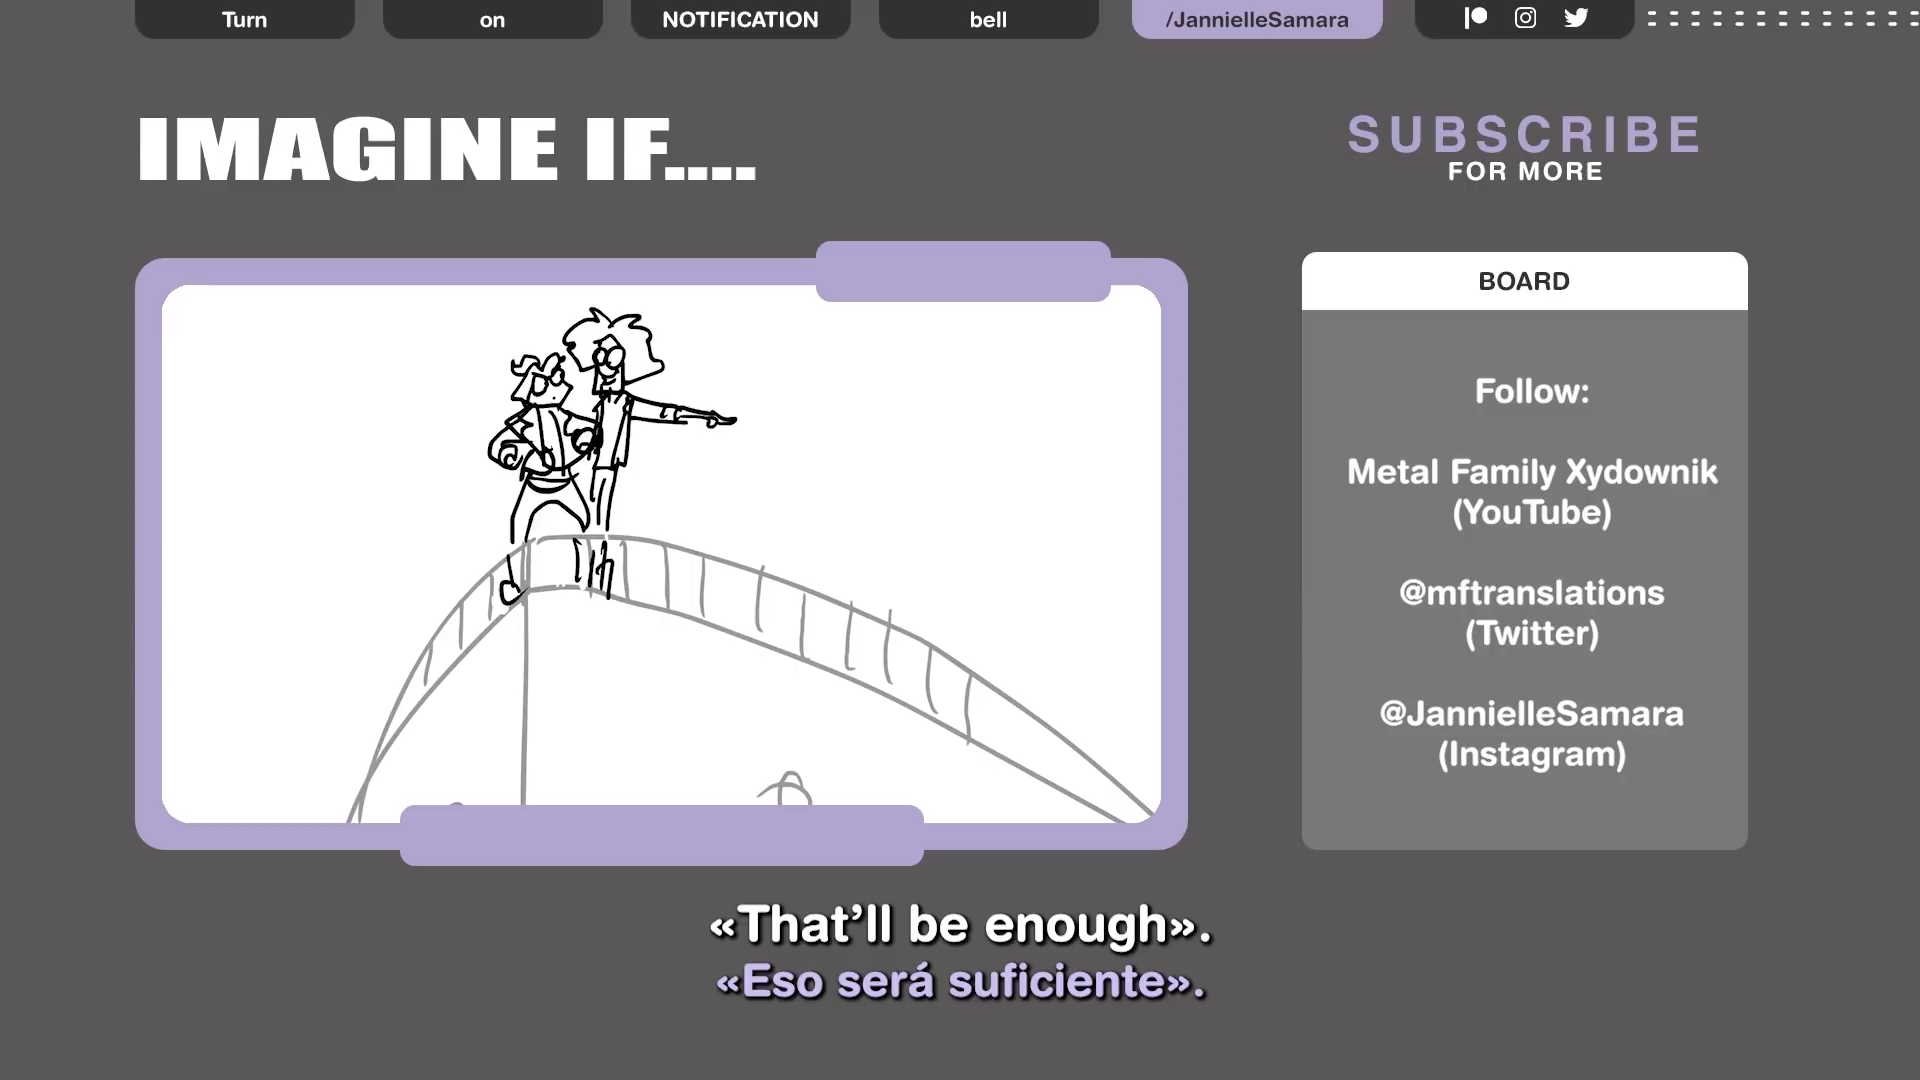 Turn
on
NOTIFICATION
bell
/JannielleSamara
IMAGINE IF....
SUBSCRIBE
FOR MORE
BOARD
Follow:
Metal Family Xydownik
(YouTube)
@mftranslations
(Twitter)
@JannielleSamara
(Instagram)
«That’ll be enough».
«Eso será suficiente».